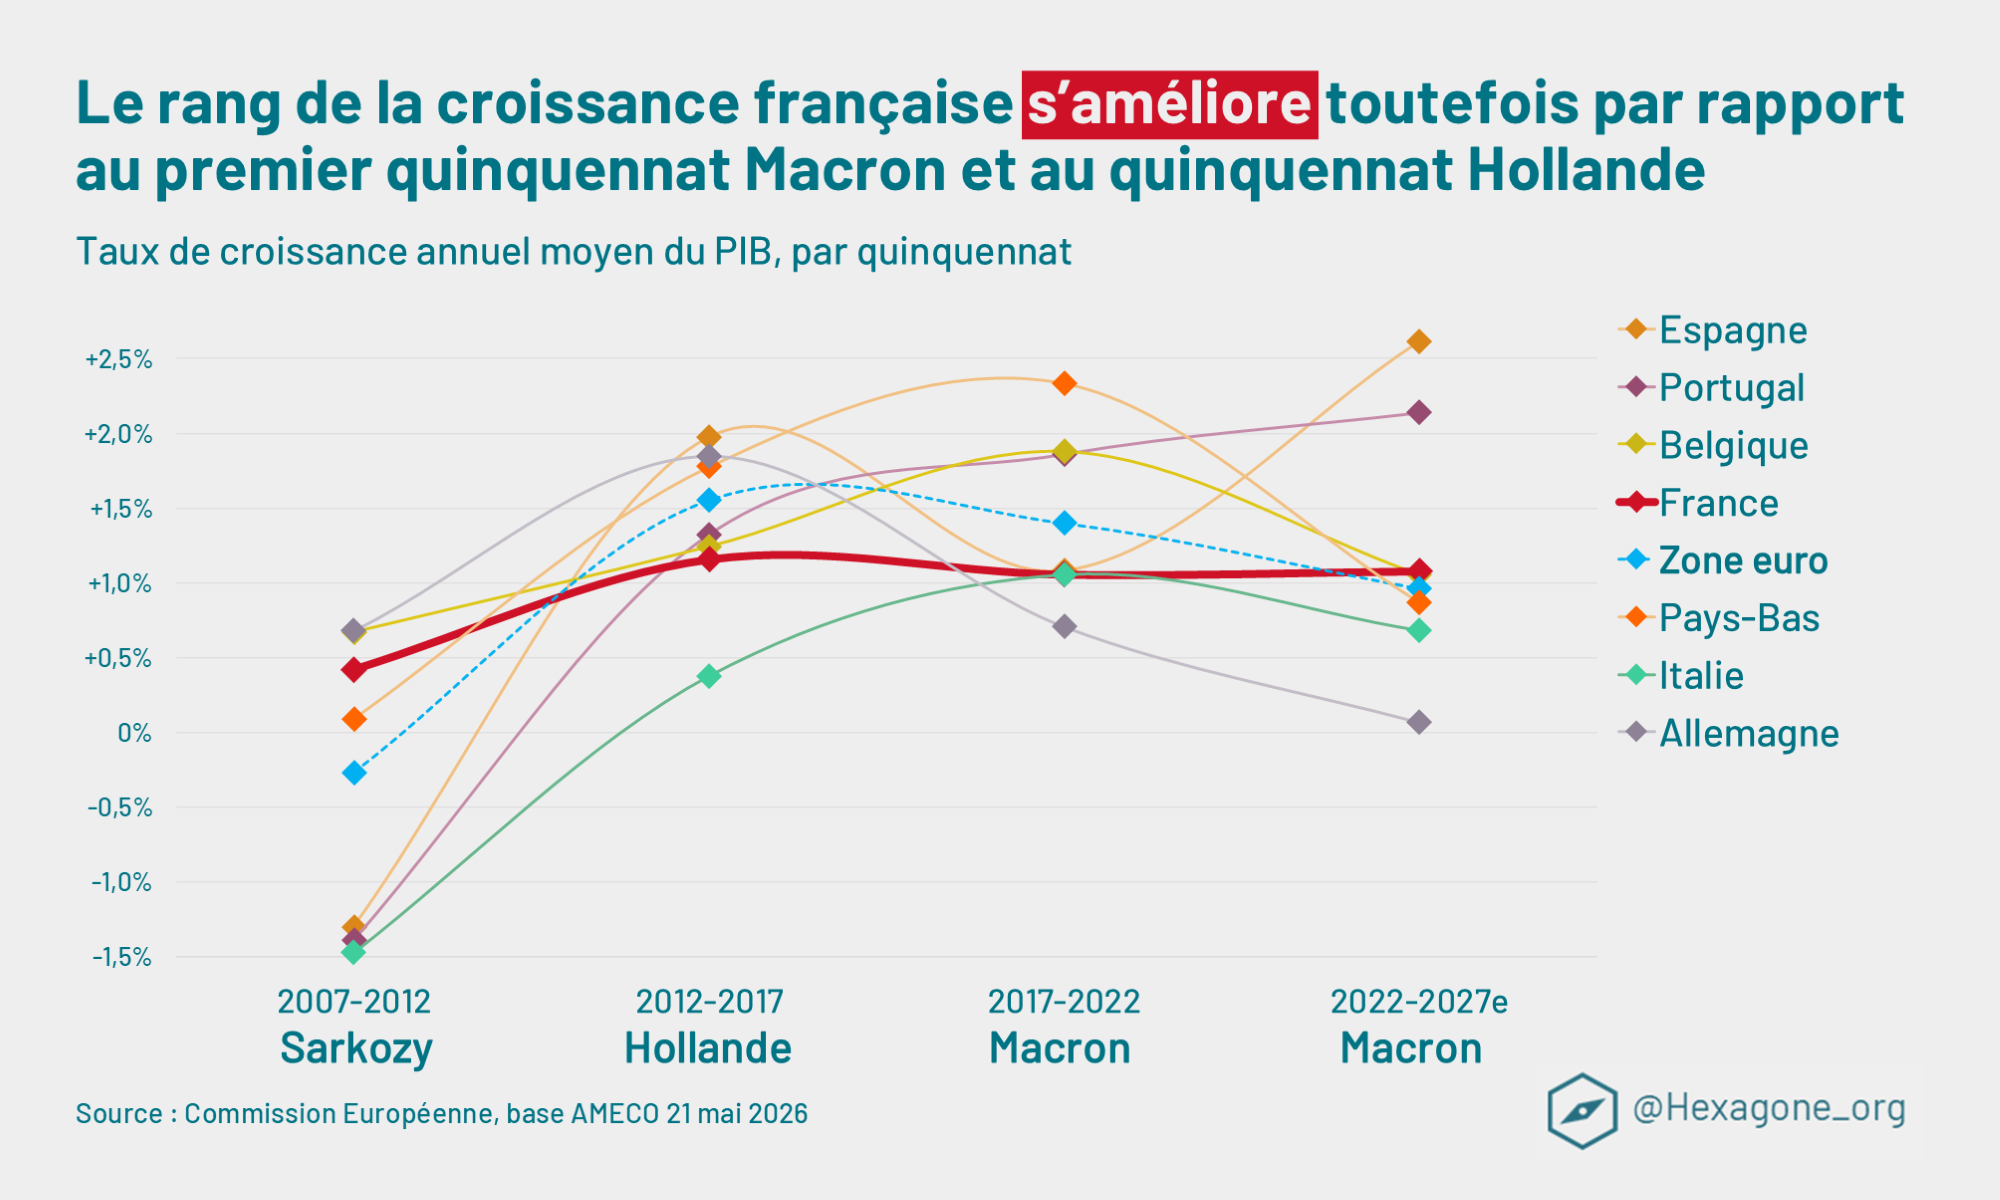 Le rang de la croissance française s'améliore toutefois par rapport
au premier quinquennat Macron et au quinquennat Hollande
Taux de croissance annuel moyen du PIB, par quinquennat
+2,5%
+2,0%
+1,5%
+1,0%
+0,5%
0%
-0,5%
-1,0%
-1,5%
Espagne
Portugal
Belgique
France
Zone euro
Pays-Bas
Italie
Allemagne
2007-2012
Sarkozy
2012-2017
Hollande
2017-2022
Macron
2022-2027e
Macron
Source : Commission Européenne, base AMECO 21 mai 2026
@Hexagone_org